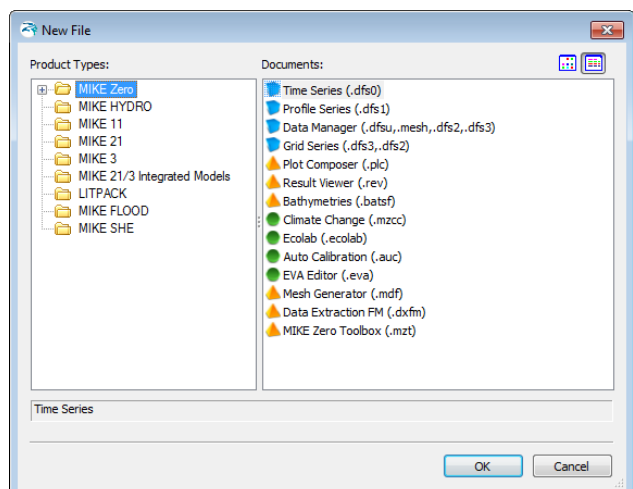 New File
Product Types:
Documents:
MIKE Zero
MIKE HYDRO
MIKE 11
MIKE 21
MIKE 3
MIKE 21/3 Integrated Models
LITPACK
MIKE FLOOD
MIKE SHE
Time Series (.dfs0)
Profile Series (.dfs1)
Data Manager (.dfsu,.mesh,.dfs2,.dfs3)
Grid Series (.dfs3,.dfs2)
Plot Composer (.plc)
Result Viewer (.rev)
Bathymetries (.batsf)
Climate Change (.mzcc)
Ecolab (.ecolab)
Auto Calibration (.auc)
EVA Editor (.eva)
Mesh Generator (.mdf)
Data Extraction FM (.dxfm)
MIKE Zero Toolbox (.mzt)
Time Series
OK
Cancel